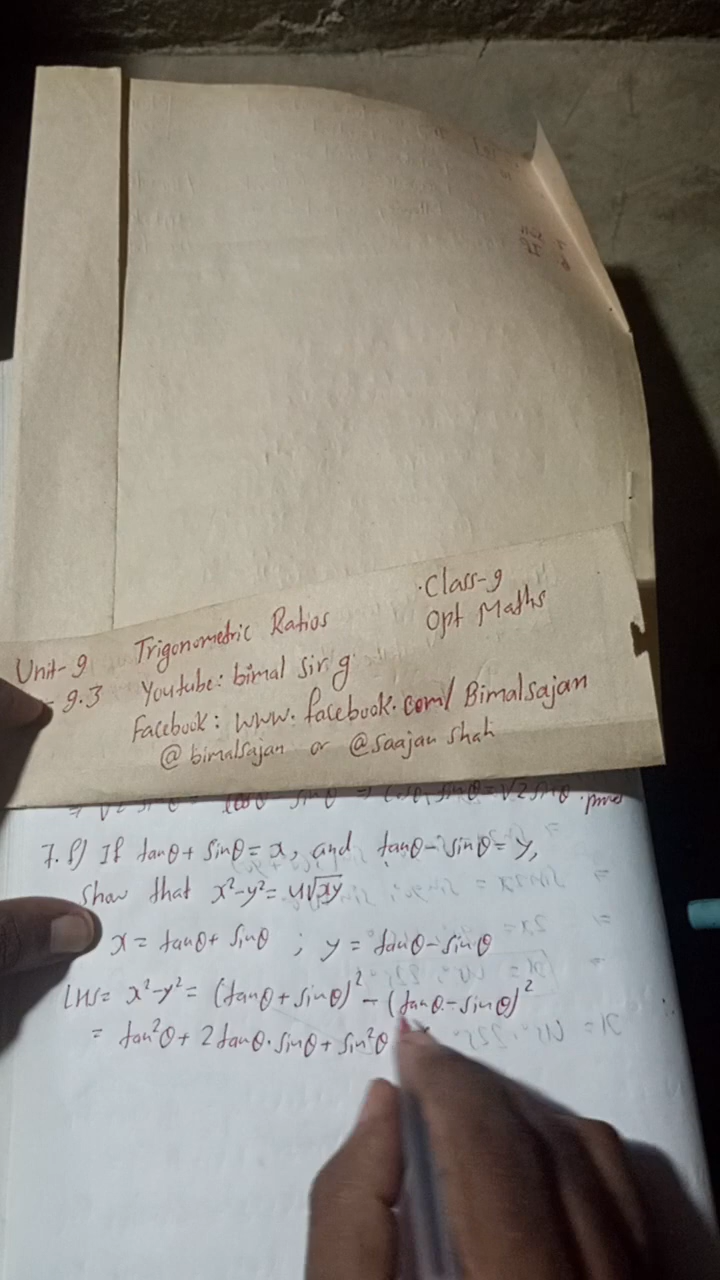 Class-9
Opt Maths
Unit-9 Trigonometric Ratios
9.3 Youtube: bimal sir g
Facebook: www.facebook.com/Bimalsajan
@bimalsajan or @saajan shah
7. f) If tanθ + sinθ = x, and tanθ - sinθ = y,
Show that x²-y² = 4√xy
x = tanθ + sinθ ; y = tanθ - sinθ
LHS = x²-y² = (tanθ + sinθ)² - (tanθ - sinθ)²
= tan²θ + 2tanθ·sinθ + sin²θ